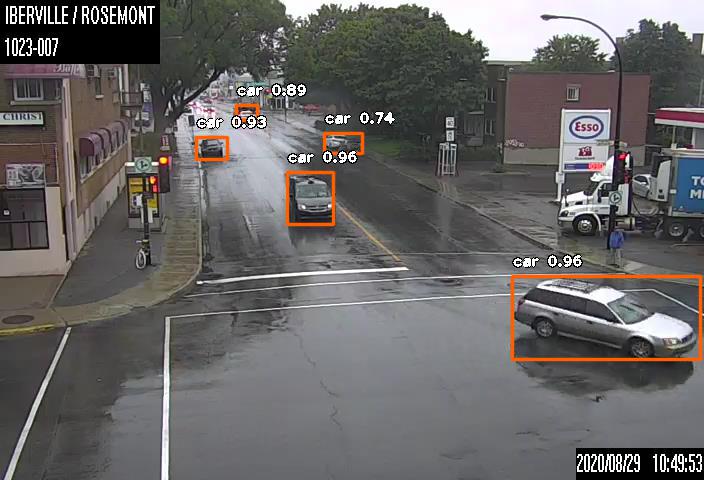 IBERVILLE / ROSEMONT
1023-007
car 0.89
car 0.93
car 0.74
car 0.96
CHRIST
Esso
car 0.96
2020/08/29 10:49:53